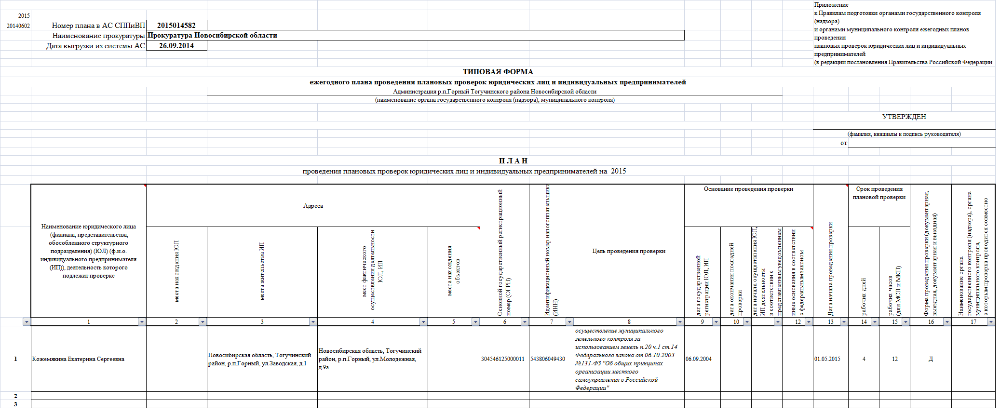 Приложение
к Правилам подготовки органами государственного контроля
(надзора)
и органами муниципального контроля ежегодных планов
проведения
плановых проверок юридических лиц и индивидуальных
предпринимателей
(в редакции постановления Правительства Российской Федерации
2015
20140602 Номер плана в АС СППиВП 2015014582
Наименование прокуратуры Прокуратура Новосибирской области
Дата выгрузки из системы АС 26.09.2014
ТИПОВАЯ ФОРМА
ежегодного плана проведения плановых проверок юридических лиц и индивидуальных предпринимателей
Администрация р.п.Горный Тогучинского района Новосибирской области
(наименование органа государственного контроля (надзора), муниципального контроля)
УТВЕРЖДЕН
(фамилия, инициалы и подпись руководителя)
от
П Л А Н
проведения плановых проверок юридических лиц и индивидуальных предпринимателей на 2015
Наименование юридического лица
(филиала, представительства,
обособленного структурного
подразделения) (ЮЛ) (ф.и.о.
индивидуального предпринимателя
(ИП)), деятельность которого
подлежит проверке
Адреса
места нахождения ЮЛ
места жительства ИП
мест фактического
осуществления деятельности
ЮЛ, ИП
места нахождения
объектов
Основной государственный регистрационный
номер (ОГРН)
Идентификационный номер налогоплательщика
(ИНН)
Цель проведения проверки
Основание проведения проверки
дата государственной
регистрации ЮЛ, ИП
дата окончания последней
проверки
дата начала осуществления ЮЛ,
ИП деятельности
в соответствии с
представленным уведомлением
иные основания в соответствии
с федеральным законом
Дата начала проведения проверки
Срок проведения
плановой проверки
рабочих дней
рабочих часов
(для МСП и МКП)
Форма проведения проверки (документарная,
выездная, документарная и выездная)
Наименование органа
государственного контроля (надзора), органа
муниципального контроля,
с которым проверка проводится совместно
1 2 3 4 5 6 7 8 9 10 12 13 14 15 16 17
1
Кожемякина Екатерина Сергеевна
Новосибирская область, Тогучинский
район, р.п.Горный, ул.Заводская, д.1
Новосибирская область, Тогучинский
район, р.п.Горный, ул.Молодежная,
д.9а
304546125000011
543806049430
осуществление муниципального
земельного контроля за
использованием земель п.20 ч.1 ст.14
Федерального закона от 06.10.2003
№131-ФЗ "Об общих принципах
организации местного
самоуправления в Российской
Федерации"
06.09.2004
01.05.2015
4
12
Д
2
3